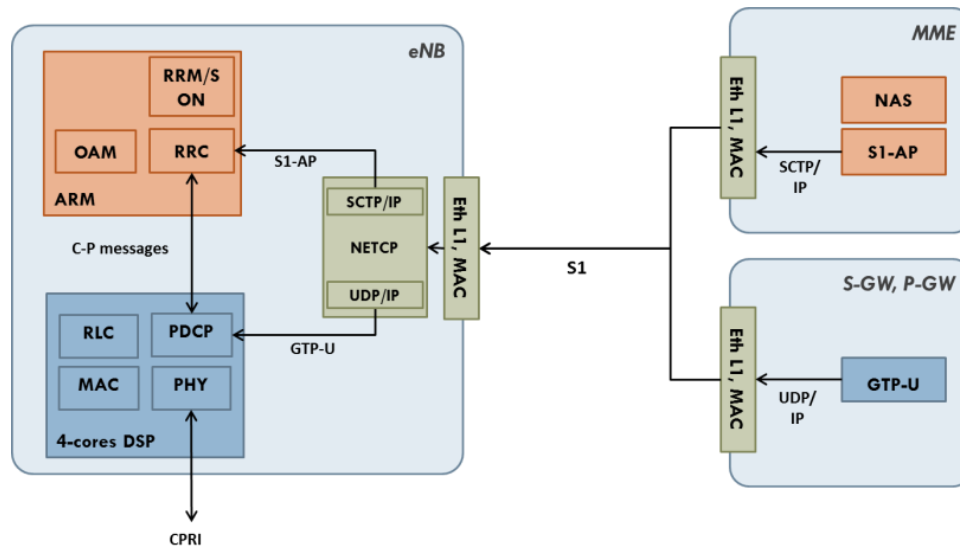 eNB
RRM/S
ON
OAM
RRC
ARM
S1-AP
SCTP/IP
NETCP
UDP/IP
Eth L1, MAC
C-P messages
RLC
PDCP
MAC
PHY
4-cores DSP
GTP-U
CPRI
S1
MME
Eth L1, MAC
NAS
S1-AP
SCTP/
IP
S-GW, P-GW
Eth L1, MAC
GTP-U
UDP/
IP